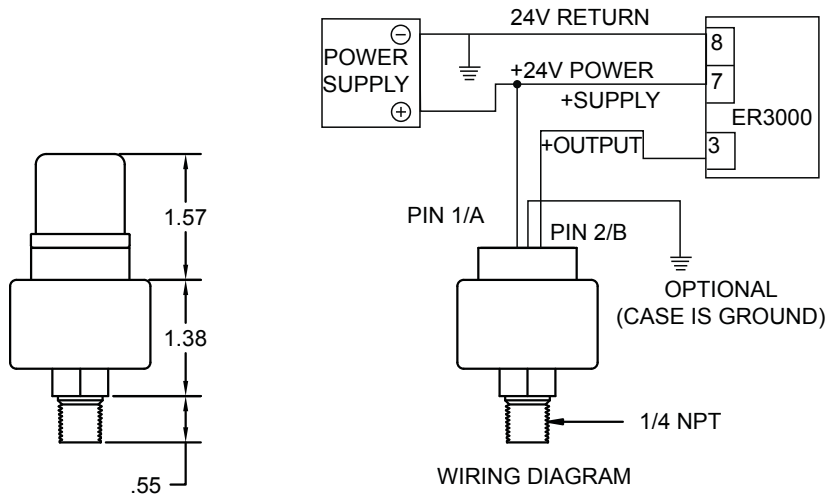 24V RETURN
POWER
SUPPLY
−
+
8
+24V POWER
7
+SUPPLY
ER3000
+OUTPUT
3
1.57
PIN 1/A
PIN 2/B
OPTIONAL
(CASE IS GROUND)
1.38
1/4 NPT
.55
WIRING DIAGRAM